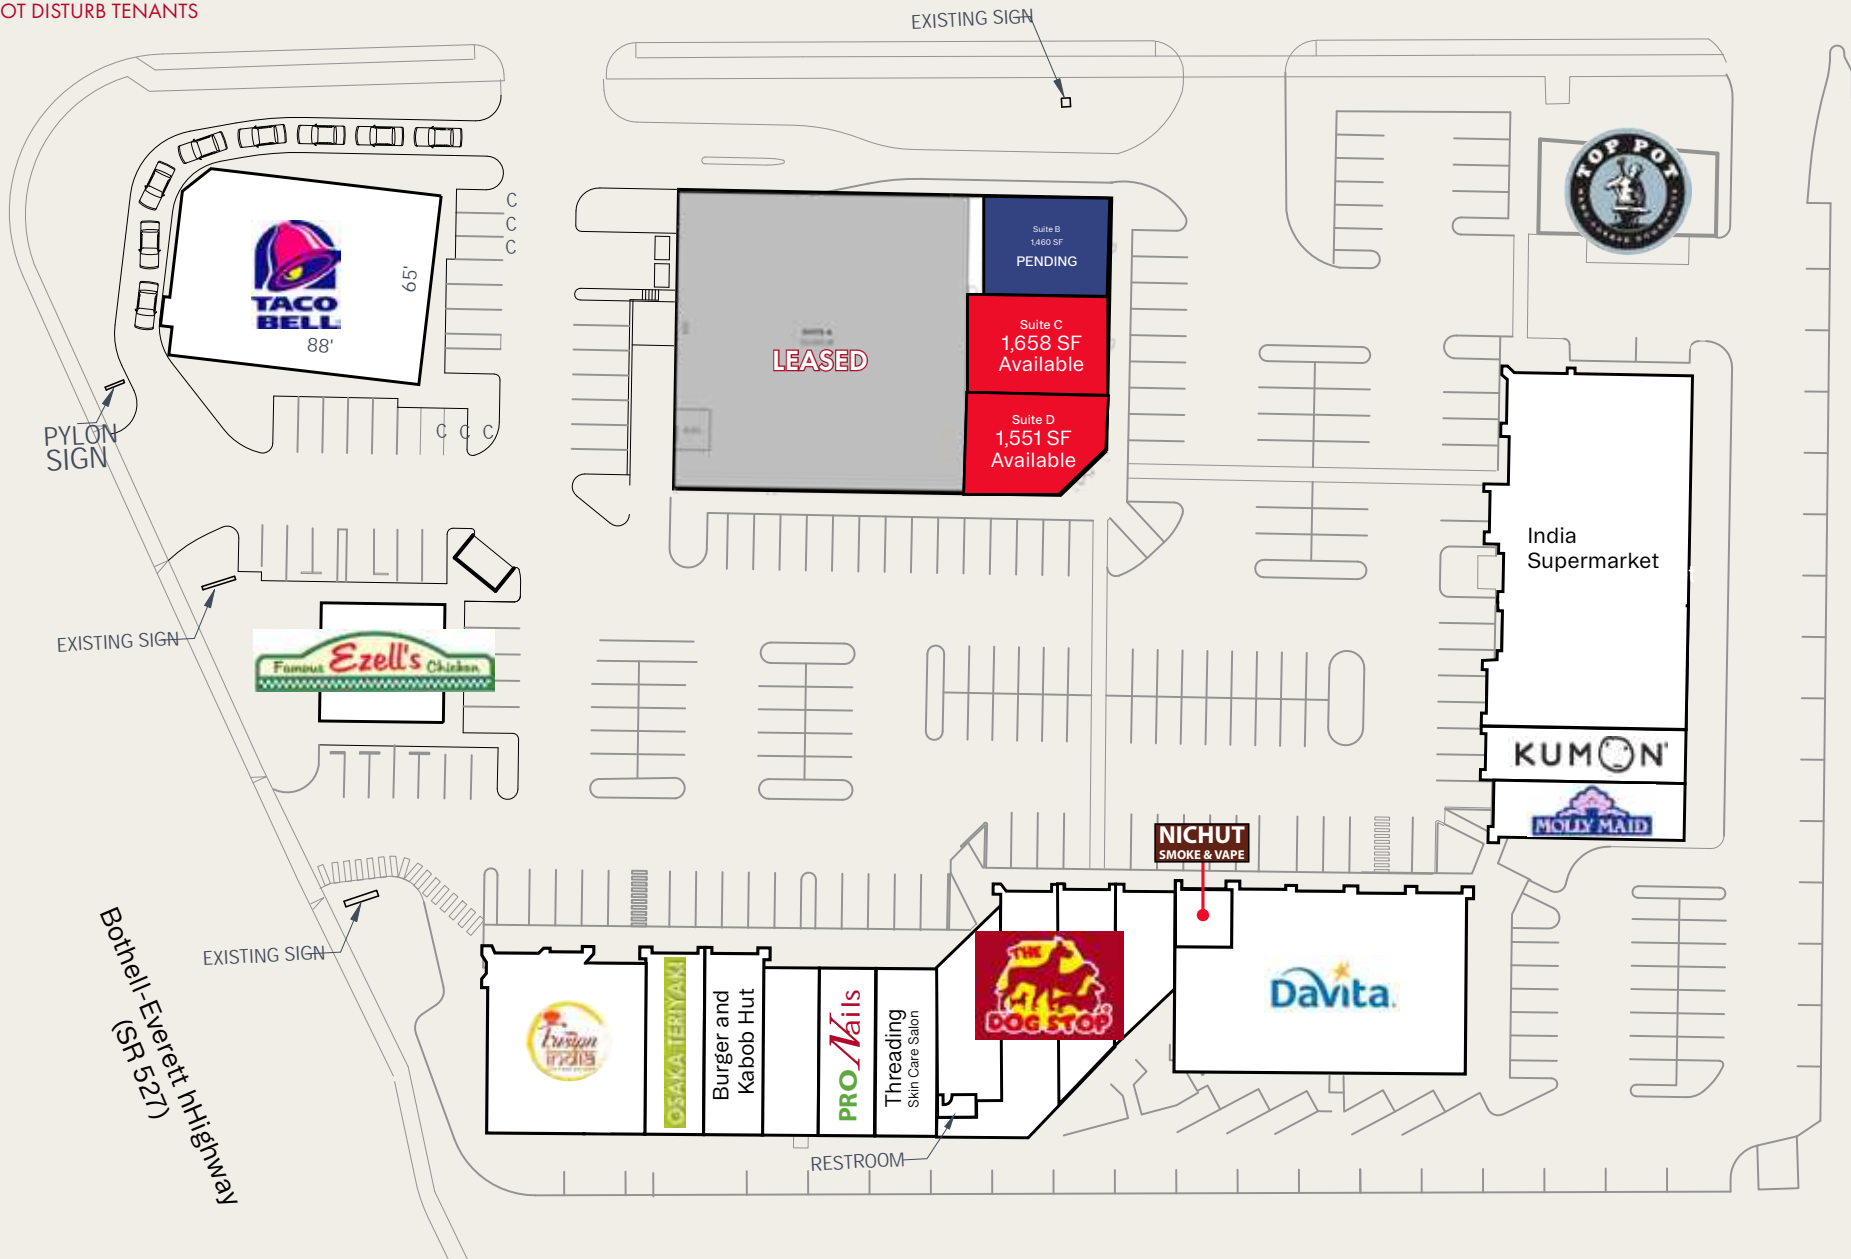 OT DISTURB TENANTS
EXISTING SIGN
TOP POT
C
C
C
TACO
BELL
65'
88'
Suite B
1,460 SF
PENDING
LEASED
Suite C
1,658 SF
Available
Suite D
1,551 SF
Available
PYLON
SIGN
C C C
India
Supermarket
EXISTING SIGN
Famous Ezell's Chicken
KUMON
MOLLY MAID
NICHUT
SMOKE & VAPE
EXISTING SIGN
Bothell-Everett hHighway
(SR 527)
Fusion
india
OSAKA TERIYAKI
Burger and
Kabob Hut
PRO Nails
Threading
Skin Care Salon
THE
DOG STOP
DaVita.
RESTROOM